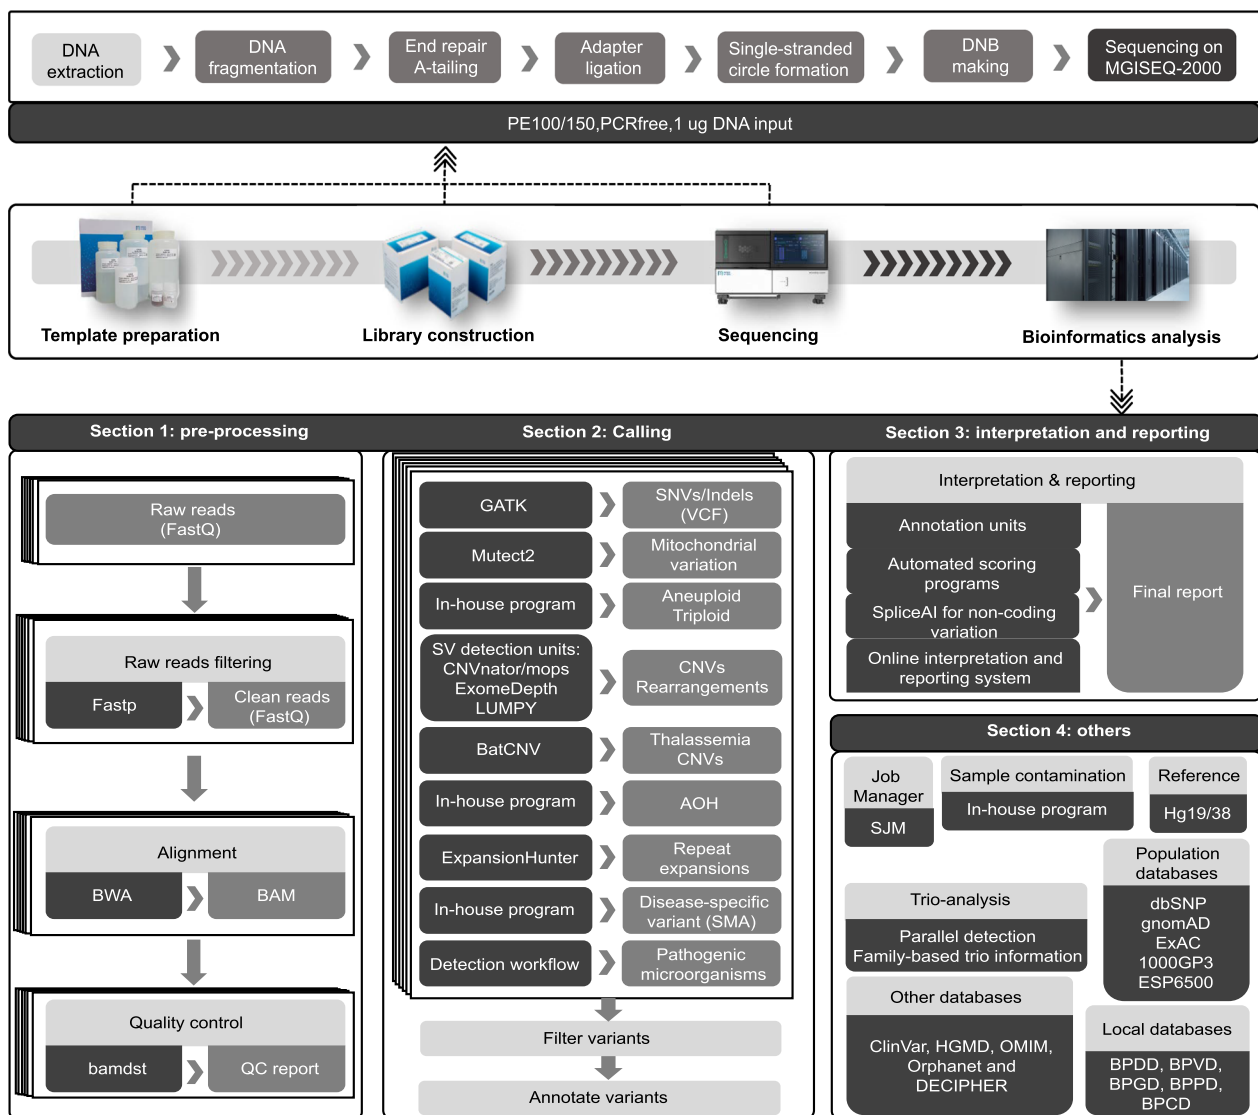 DNA
extraction
DNA
fragmentation
End repair
A-tailing
Adapter
ligation
Single-stranded
circle formation
DNB
making
Sequencing on
MGISEQ-2000
PE100/150,PCRfree,1 ug DNA input
Template preparation
Library construction
Sequencing
Bioinformatics analysis
Section 1: pre-processing
Raw reads
(FastQ)
Raw reads filtering
Fastp
Clean reads
(FastQ)
Alignment
BWA
BAM
Quality control
bamdst
QC report
Section 2: Calling
GATK
SNVs/Indels
(VCF)
Mutect2
Mitochondrial
variation
In-house program
Aneuploid
Triploid
SV detection units:
CNVnator/mops
ExomeDepth
LUMPY
CNVs
Rearrangements
BatCNV
Thalassemia
CNVs
In-house program
AOH
ExpansionHunter
Repeat
expansions
In-house program
Disease-specific
variant (SMA)
Detection workflow
Pathogenic
microorganisms
Filter variants
Annotate variants
Section 3: interpretation and reporting
Interpretation & reporting
Annotation units
Automated scoring
programs
SpliceAI for non-coding
variation
Online interpretation and
reporting system
Final report
Section 4: others
Job
Manager
SJM
Sample contamination
In-house program
Reference
Hg19/38
Population
databases
dbSNP
gnomAD
ExAC
1000GP3
ESP6500
Trio-analysis
Parallel detection
Family-based trio information
Other databases
ClinVar, HGMD, OMIM,
Orphanet and
DECIPHER
Local databases
BPDD, BPVD,
BPGD, BPPD,
BPCD